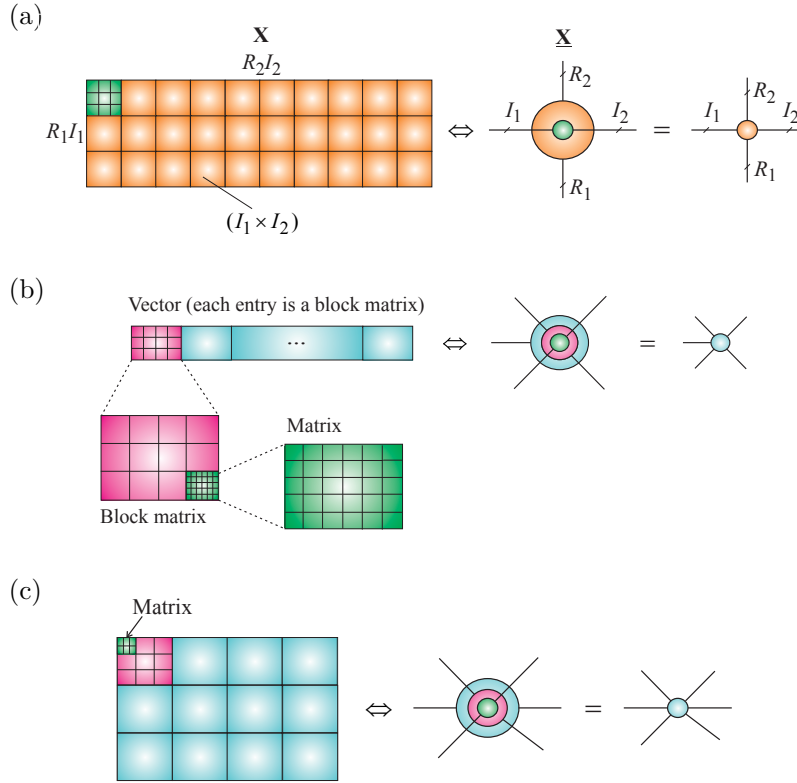 (a)
X
R₂I₂
R₁I₁
(I₁ × I₂)
⇔
X
R₂
I₁
I₂
R₁
=
R₂
I₁
I₂
R₁
(b)
Vector (each entry is a block matrix)
...
⇔
=
Matrix
Block matrix
(c)
Matrix
⇔
=